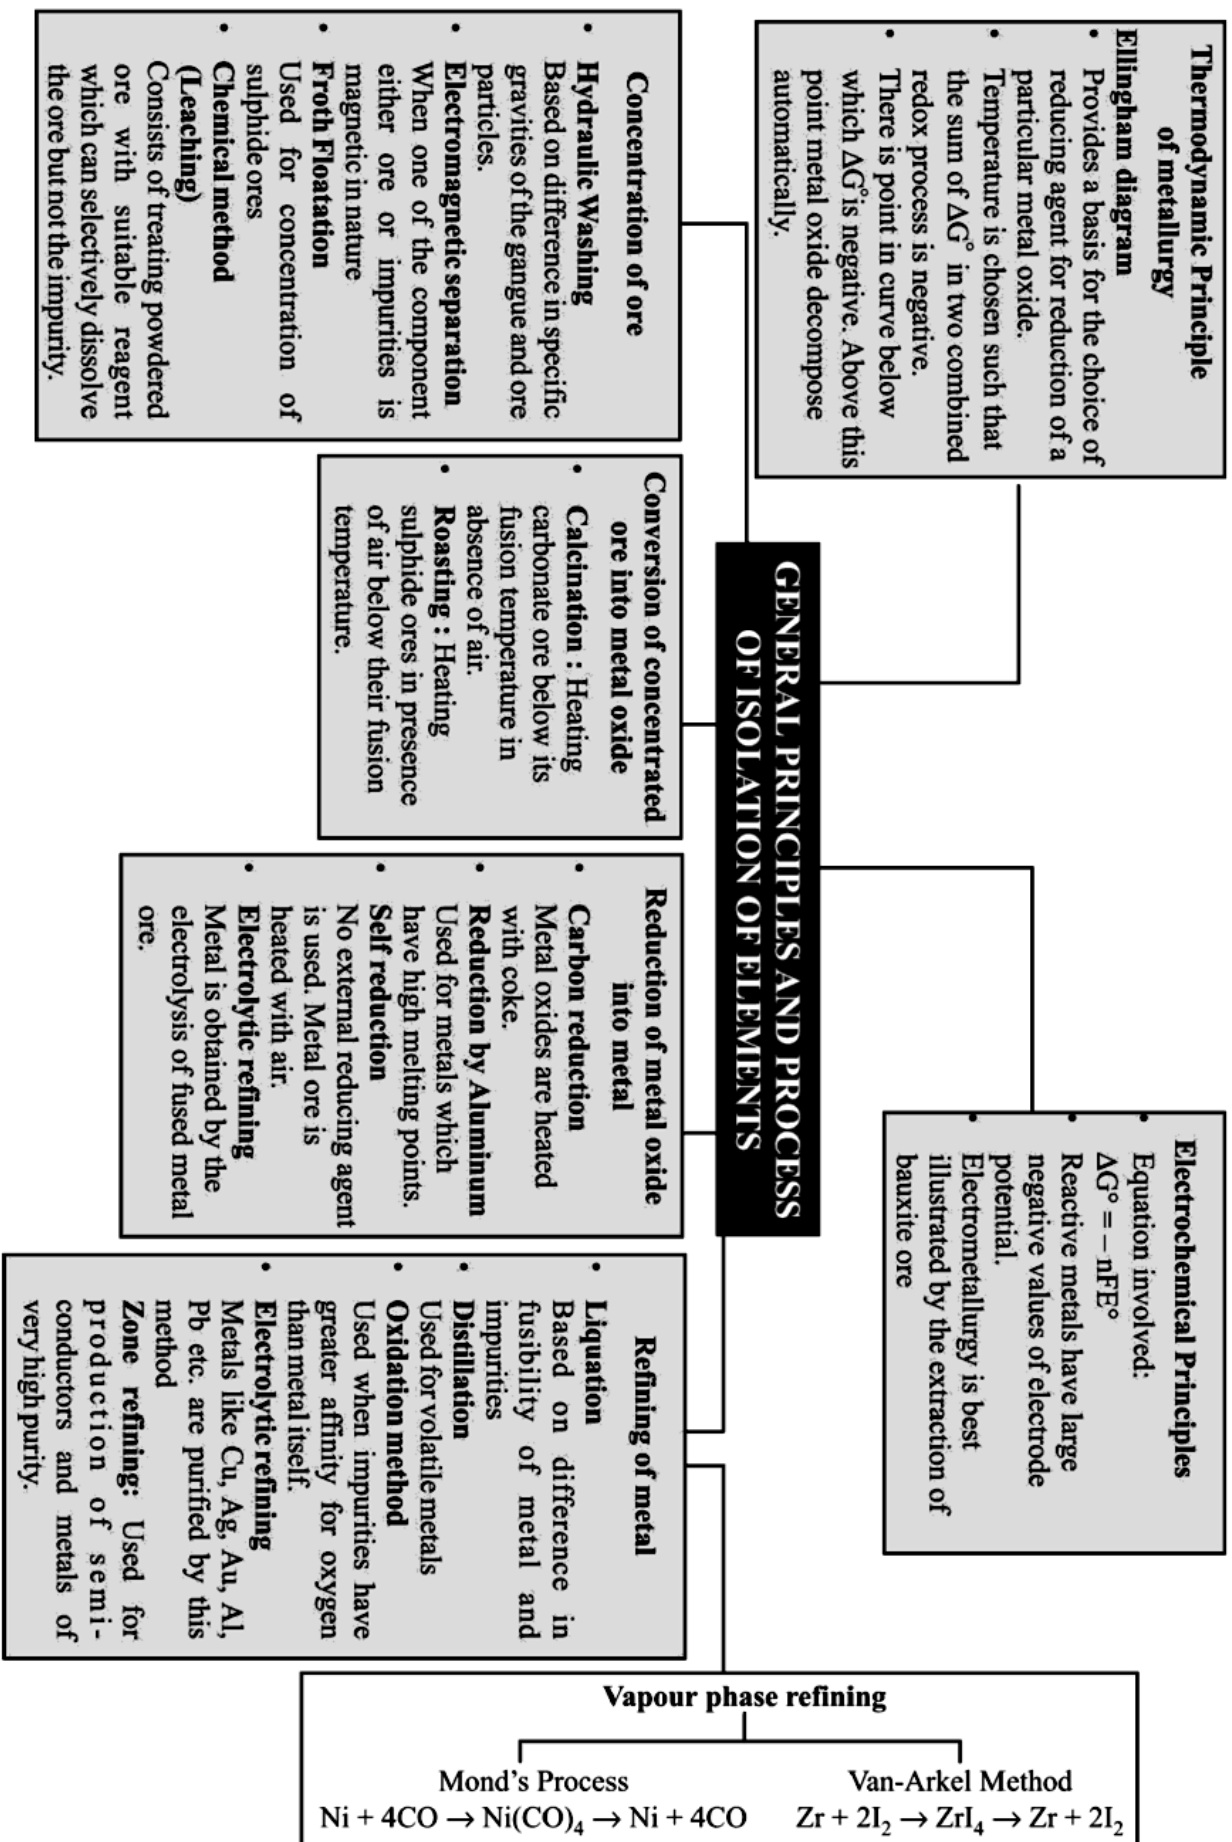 Thermodynamic Principle
of metallurgy
Ellingham diagram
• Provides a basis for the choice of
reducing agent for reduction of a
particular metal oxide.
• Temperature is chosen such that
the sum of ΔG° in two combined
redox process is negative.
• There is point in curve below
which ΔG° is negative. Above this
point metal oxide decompose
automatically.
Electrochemical Principles
• Equation involved:
ΔG° = – nFE°
• Reactive metals have large
negative values of electrode
potential.
• Electrometallurgy is best
illustrated by the extraction of
bauxite ore
GENERAL PRINCIPLES AND PROCESS
OF ISOLATION OF ELEMENTS
Concentration of ore
• Hydraulic Washing
Based on difference in specific
gravities of the gangue and ore
particles.
• Electromagnetic separation
When one of the component
either ore or impurities is
magnetic in nature
• Froth Floatation
Used for concentration of
sulphide ores
• Chemical method
(Leaching)
Consists of treating powdered
ore with suitable reagent
which can selectively dissolve
the ore but not the impurity.
Conversion of concentrated
ore into metal oxide
• Calcination : Heating
carbonate ore below its
fusion temperature in
absence of air.
• Roasting : Heating
sulphide ores in presence
of air below their fusion
temperature.
Reduction of metal oxide
into metal
• Carbon reduction
Metal oxides are heated
with coke.
• Reduction by Aluminum
Used for metals which
have high melting points.
• Self reduction
No external reducing agent
is used. Metal ore is
heated with air.
• Electrolytic refining
Metal is obtained by the
electrolysis of fused metal
ore.
Refining of metal
• Liquation
Based on difference in
fusibility of metal and
impurities
• Distillation
Used for volatile metals
• Oxidation method
Used when impurities have
greater affinity for oxygen
than metal itself.
• Electrolytic refining
Metals like Cu, Ag, Au, Al,
Pb etc. are purified by this
method
Zone refining: Used for
production of semi-
conductors and metals of
very high purity.
Vapour phase refining
Mond's Process
Ni + 4CO → Ni(CO)₄ → Ni + 4CO
Van-Arkel Method
Zr + 2I₂ → ZrI₄ → Zr + 2I₂